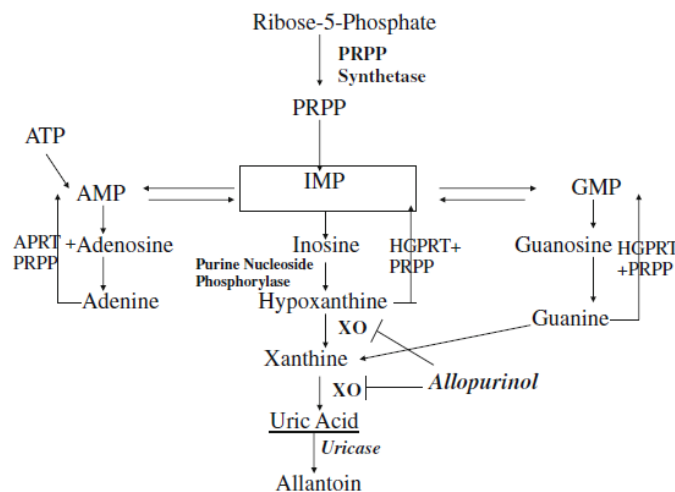 Ribose-5-Phosphate
PRPP
Synthetase
PRPP
ATP
IMP
AMP
GMP
APRT +
PRPP
Adenosine
Inosine
HGPRT+
PRPP
Guanosine
HGPRT
+PRPP
Purine Nucleoside
Phosphorylase
Adenine
Hypoxanthine
Guanine
XO
Xanthine
Allopurinol
XO
Uric Acid
Uricase
Allantoin